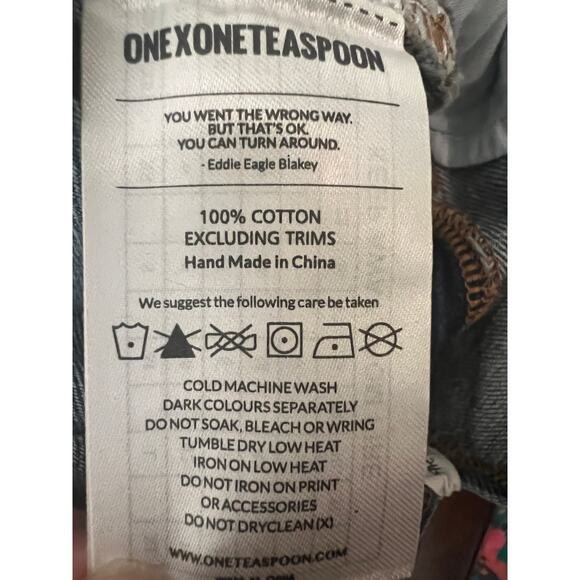 ONEXONETEASPOON
YOU WENT THE WRONG WAY.
BUT THAT'S OK.
YOU CAN TURN AROUND.
- Eddie Eagle Blakey
100% COTTON
EXCLUDING TRIMS
Hand Made in China
We suggest the following care be taken
COLD MACHINE WASH
DARK COLOURS SEPARATELY
DO NOT SOAK, BLEACH OR WRING
TUMBLE DRY LOW HEAT
IRON ON LOW HEAT
DO NOT IRON ON PRINT
OR ACCESSORIES
DO NOT DRYCLEAN (X)
WWW.ONETEASPOON.COM